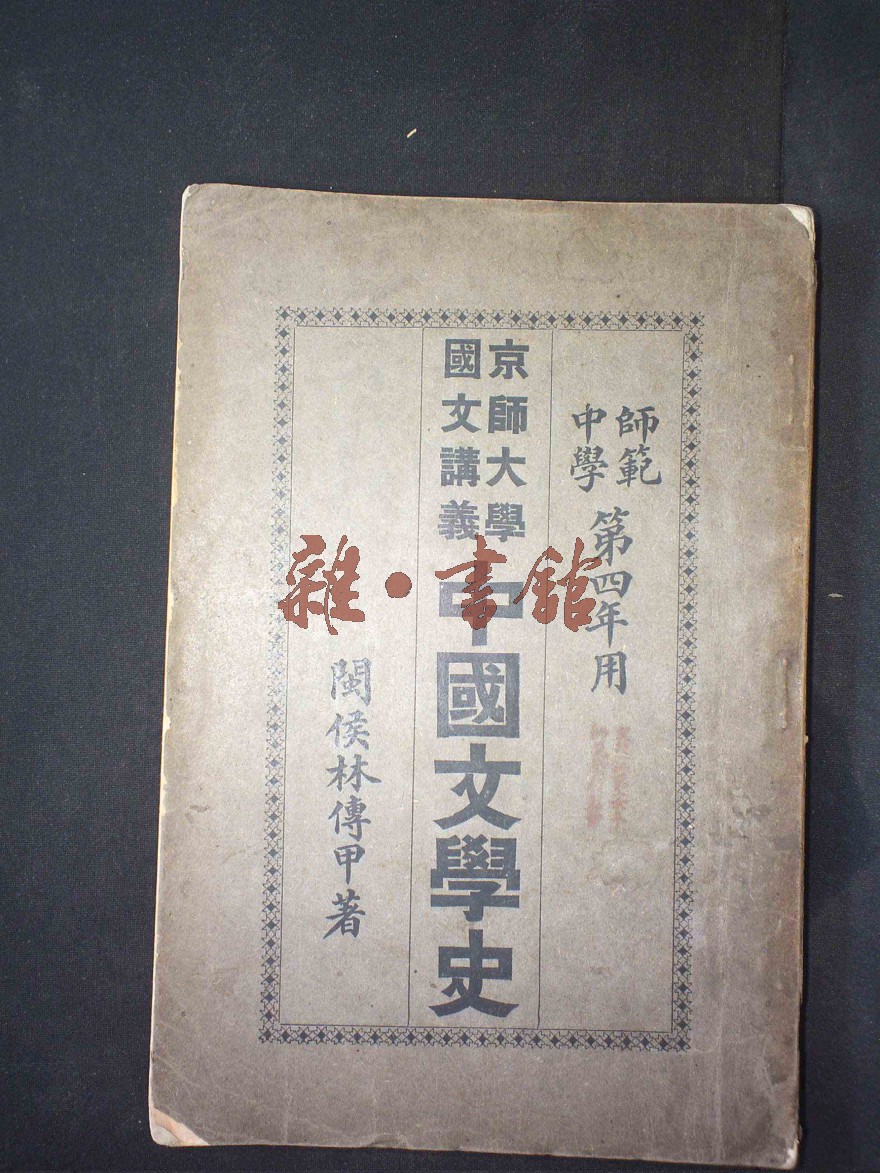 師範
中學
第四年用
京師大學
國文講義
中國文學史
閩侯林傳甲著
雜·書館